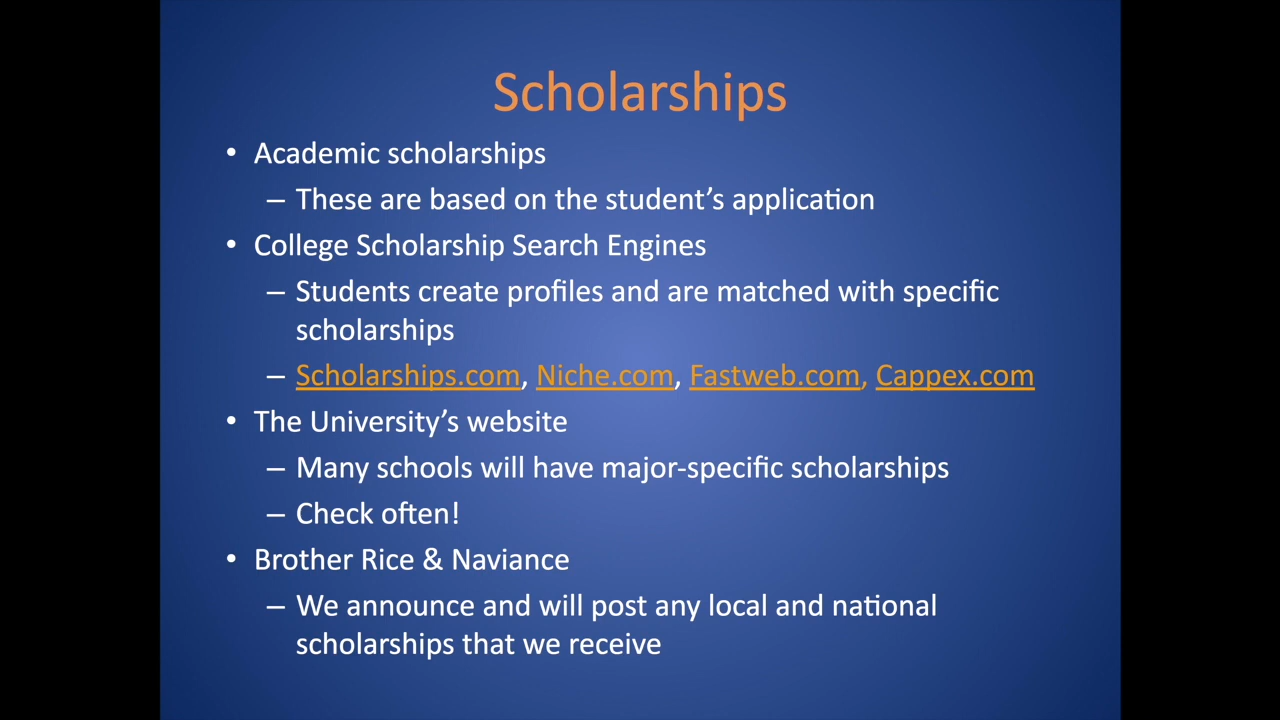 Scholarships
• Academic scholarships
– These are based on the student’s application
• College Scholarship Search Engines
– Students create profiles and are matched with specific
scholarships
– Scholarships.com, Niche.com, Fastweb.com, Cappex.com
• The University’s website
– Many schools will have major-specific scholarships
– Check often!
• Brother Rice & Naviance
– We announce and will post any local and national
scholarships that we receive